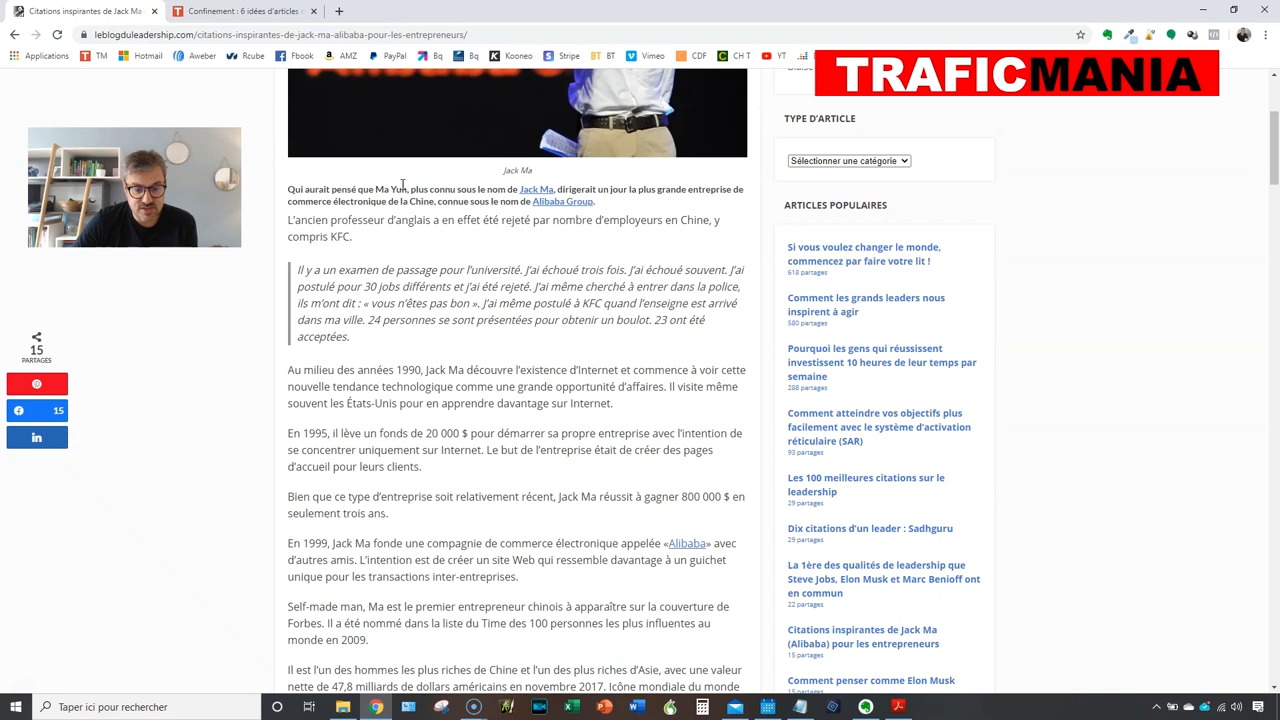 Citations inspirantes de Jack Ma
Citations
leblogduleadership.com/citations-inspirantes-de-jack-ma-alibaba-pour-les-entrepreneurs/
Applications TM Hotmail Aweber Rcube Ebook AMZ PayPal Bq Bq Kooneo Stripe BT Vimeo CDF CH T YT
TRAFICMANIA
TYPE D'ARTICLE
Sélectionner une catégorie
Jack Ma
Qui aurait pensé que Ma Yun, plus connu sous le nom de Jack Ma, dirigerait un jour la plus grande entreprise de
commerce électronique de la Chine, connue sous le nom de Alibaba Group.
L'ancien professeur d'anglais a en effet été rejeté par nombre d'employeurs en Chine, y
compris KFC.
Il y a un examen de passage pour l'université. J'ai échoué trois fois. J'ai échoué souvent. J'ai
postulé pour 30 jobs différents et j'ai été rejeté. J'ai même cherché à entrer dans la police,
ils m'ont dit : « vous n'êtes pas bon ». J'ai même postulé à KFC quand l'enseigne est arrivé
dans ma ville. 24 personnes se sont présentées pour obtenir un boulot. 23 ont été
acceptées.
15
PARTAGES
15
Au milieu des années 1990, Jack Ma découvre l'existence d'Internet et commence à voir cette
nouvelle tendance technologique comme une grande opportunité d'affaires. Il visite même
souvent les États-Unis pour en apprendre davantage sur Internet.
En 1995, il lève un fonds de 20 000 $ pour démarrer sa propre entreprise avec l'intention de
se concentrer uniquement sur Internet. Le but de l'entreprise était de créer des pages
d'accueil pour leurs clients.
Bien que ce type d'entreprise soit relativement récent, Jack Ma réussit à gagner 800 000 $ en
seulement trois ans.
En 1999, Jack Ma fonde une compagnie de commerce électronique appelée «Alibaba» avec
d'autres amis. L'intention est de créer un site Web qui ressemble davantage à un guichet
unique pour les transactions inter-entreprises.
Self-made man, Ma est le premier entrepreneur chinois à apparaître sur la couverture de
Forbes. Il a été nommé dans la liste du Time des 100 personnes les plus influentes au
monde en 2009.
Il est l'un des hommes les plus riches de Chine et l'un des plus riches d'Asie, avec une valeur
nette de 47,8 milliards de dollars américains en novembre 2017. Icône mondiale du monde
ARTICLES POPULAIRES
Si vous voulez changer le monde,
commencez par faire votre lit !
618 partages
Comment les grands leaders nous
inspirent à agir
580 partages
Pourquoi les gens qui réussissent
investissent 10 heures de leur temps par
semaine
288 partages
Comment atteindre vos objectifs plus
facilement avec le système d'activation
réticulaire (SAR)
93 partages
Les 100 meilleures citations sur le
leadership
29 partages
Dix citations d'un leader : Sadhguru
29 partages
La 1ère des qualités de leadership que
Steve Jobs, Elon Musk et Marc Benioff ont
en commun
22 partages
Citations inspirantes de Jack Ma
(Alibaba) pour les entrepreneurs
15 partages
Comment penser comme Elon Musk
15 partages
Taper ici pour rechercher